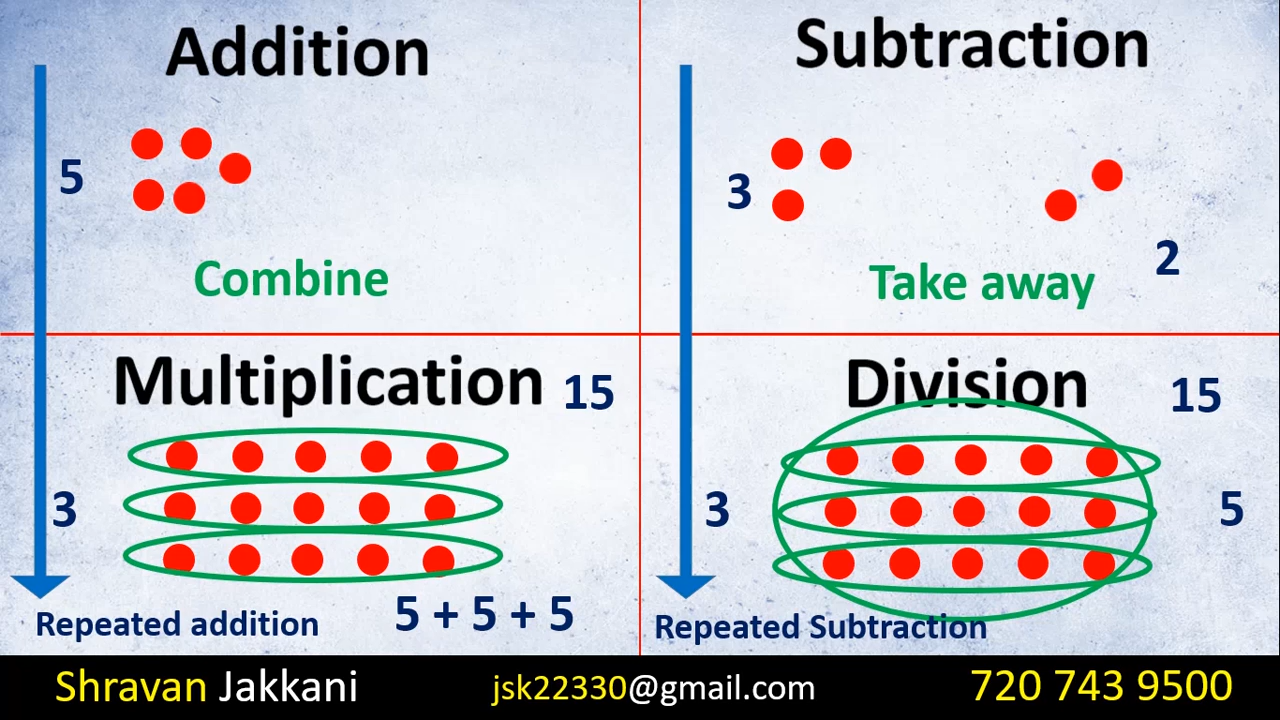 Addition
5
Combine
Subtraction
3
2
Take away
Multiplication 15
3
Repeated addition
5 + 5 + 5
Division
15
3
5
Repeated Subtraction
Shravan Jakkani
jsk22330@gmail.com
720 743 9500